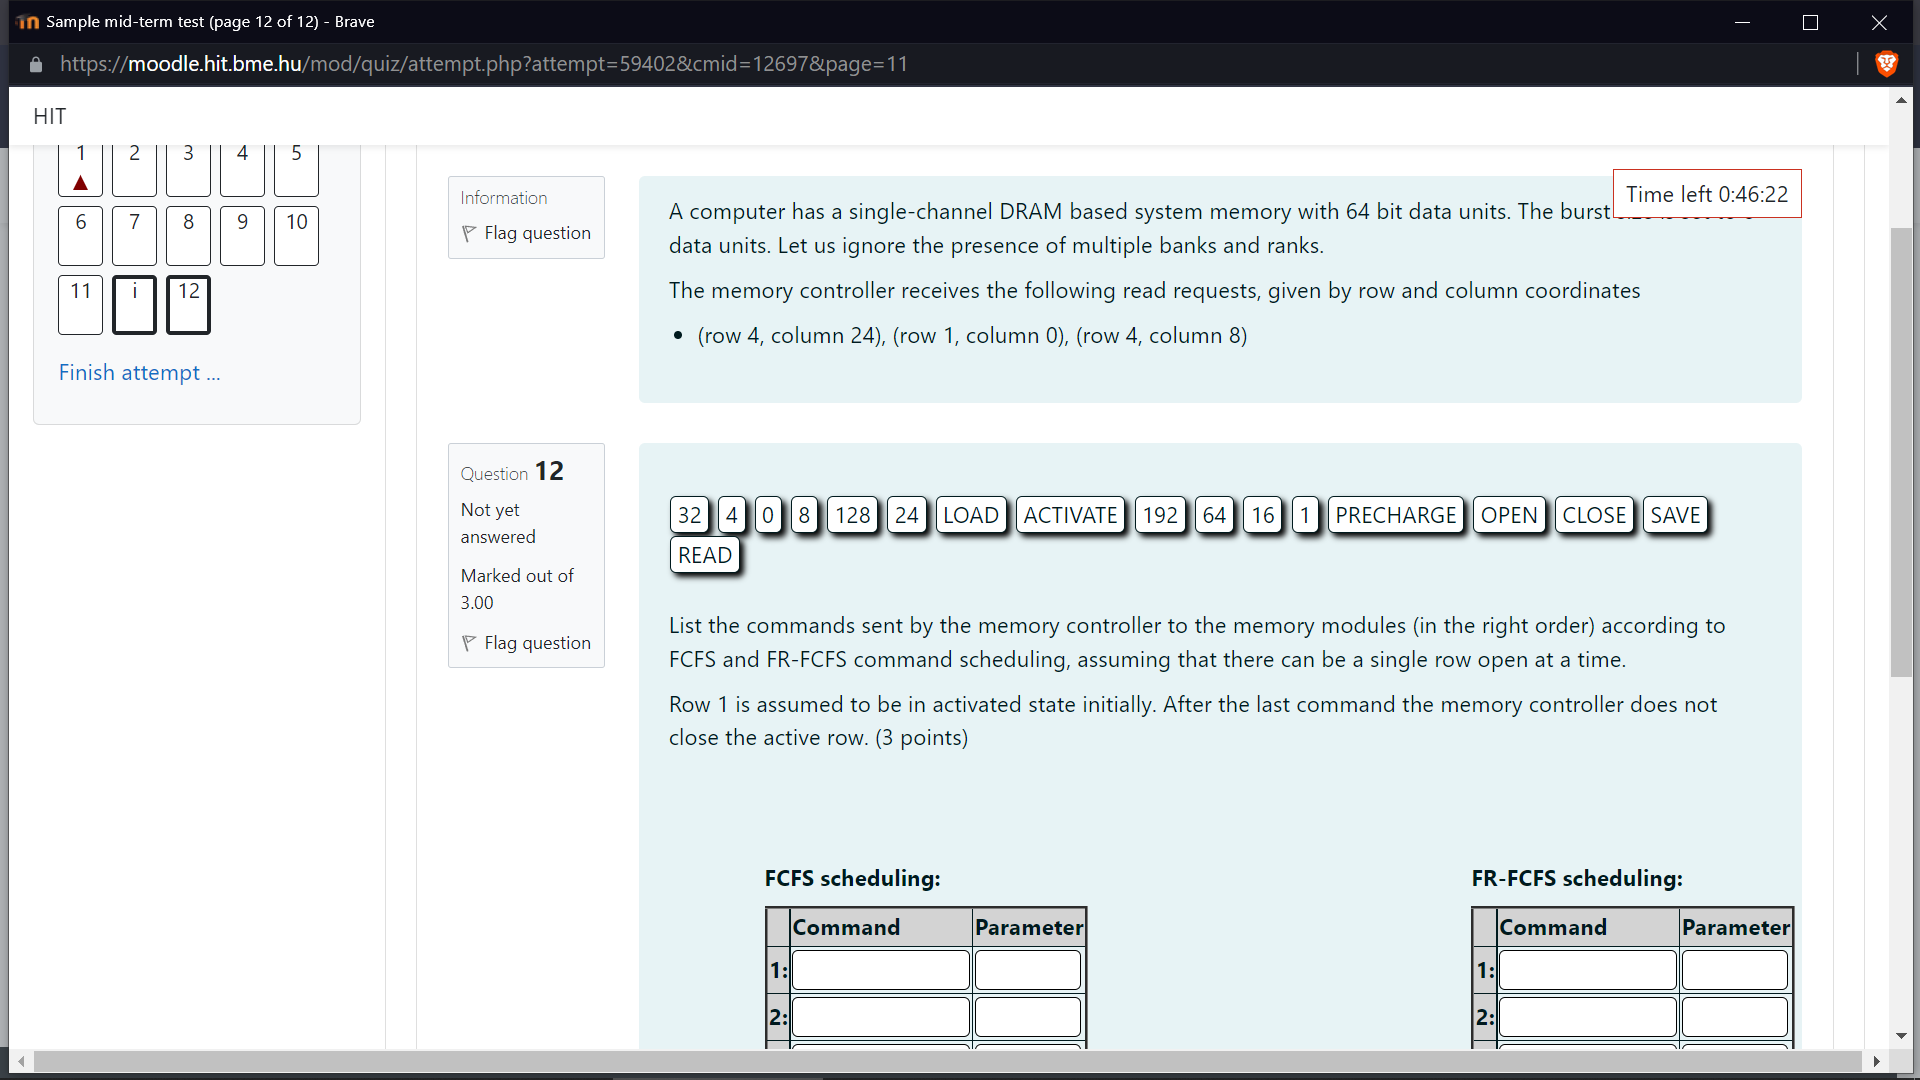 Sample mid-term test (page 12 of 12) - Brave
https://moodle.hit.bme.hu/mod/quiz/attempt.php?attempt=59402&cmid=12697&page=11
HIT
1 2 3 4 5
6 7 8 9 10
11 i 12
Finish attempt ...
Information
Flag question
Time left 0:46:22
A computer has a single-channel DRAM based system memory with 64 bit data units. The burst
data units. Let us ignore the presence of multiple banks and ranks.
The memory controller receives the following read requests, given by row and column coordinates
• (row 4, column 24), (row 1, column 0), (row 4, column 8)
Question 12
Not yet
answered
Marked out of
3.00
Flag question
32 4 0 8 128 24 LOAD ACTIVATE 192 64 16 1 PRECHARGE OPEN CLOSE SAVE
READ
List the commands sent by the memory controller to the memory modules (in the right order) according to
FCFS and FR-FCFS command scheduling, assuming that there can be a single row open at a time.
Row 1 is assumed to be in activated state initially. After the last command the memory controller does not
close the active row. (3 points)
FCFS scheduling:
Command Parameter
1:
2:
FR-FCFS scheduling:
Command Parameter
1:
2: